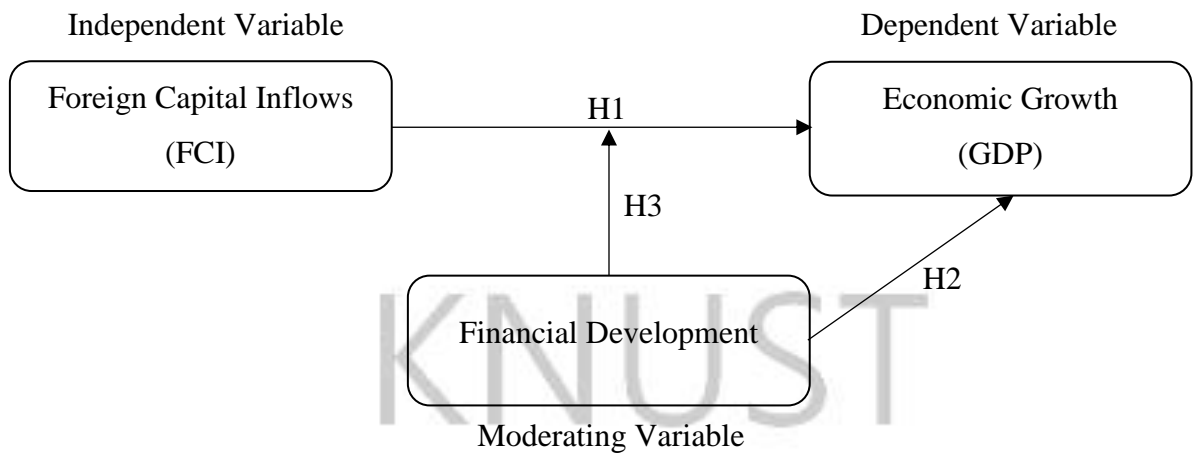 Independent Variable
Dependent Variable
Foreign Capital Inflows
(FCI)
H1
Economic Growth
(GDP)
H3
H2
Financial Development
KNUST
Moderating Variable